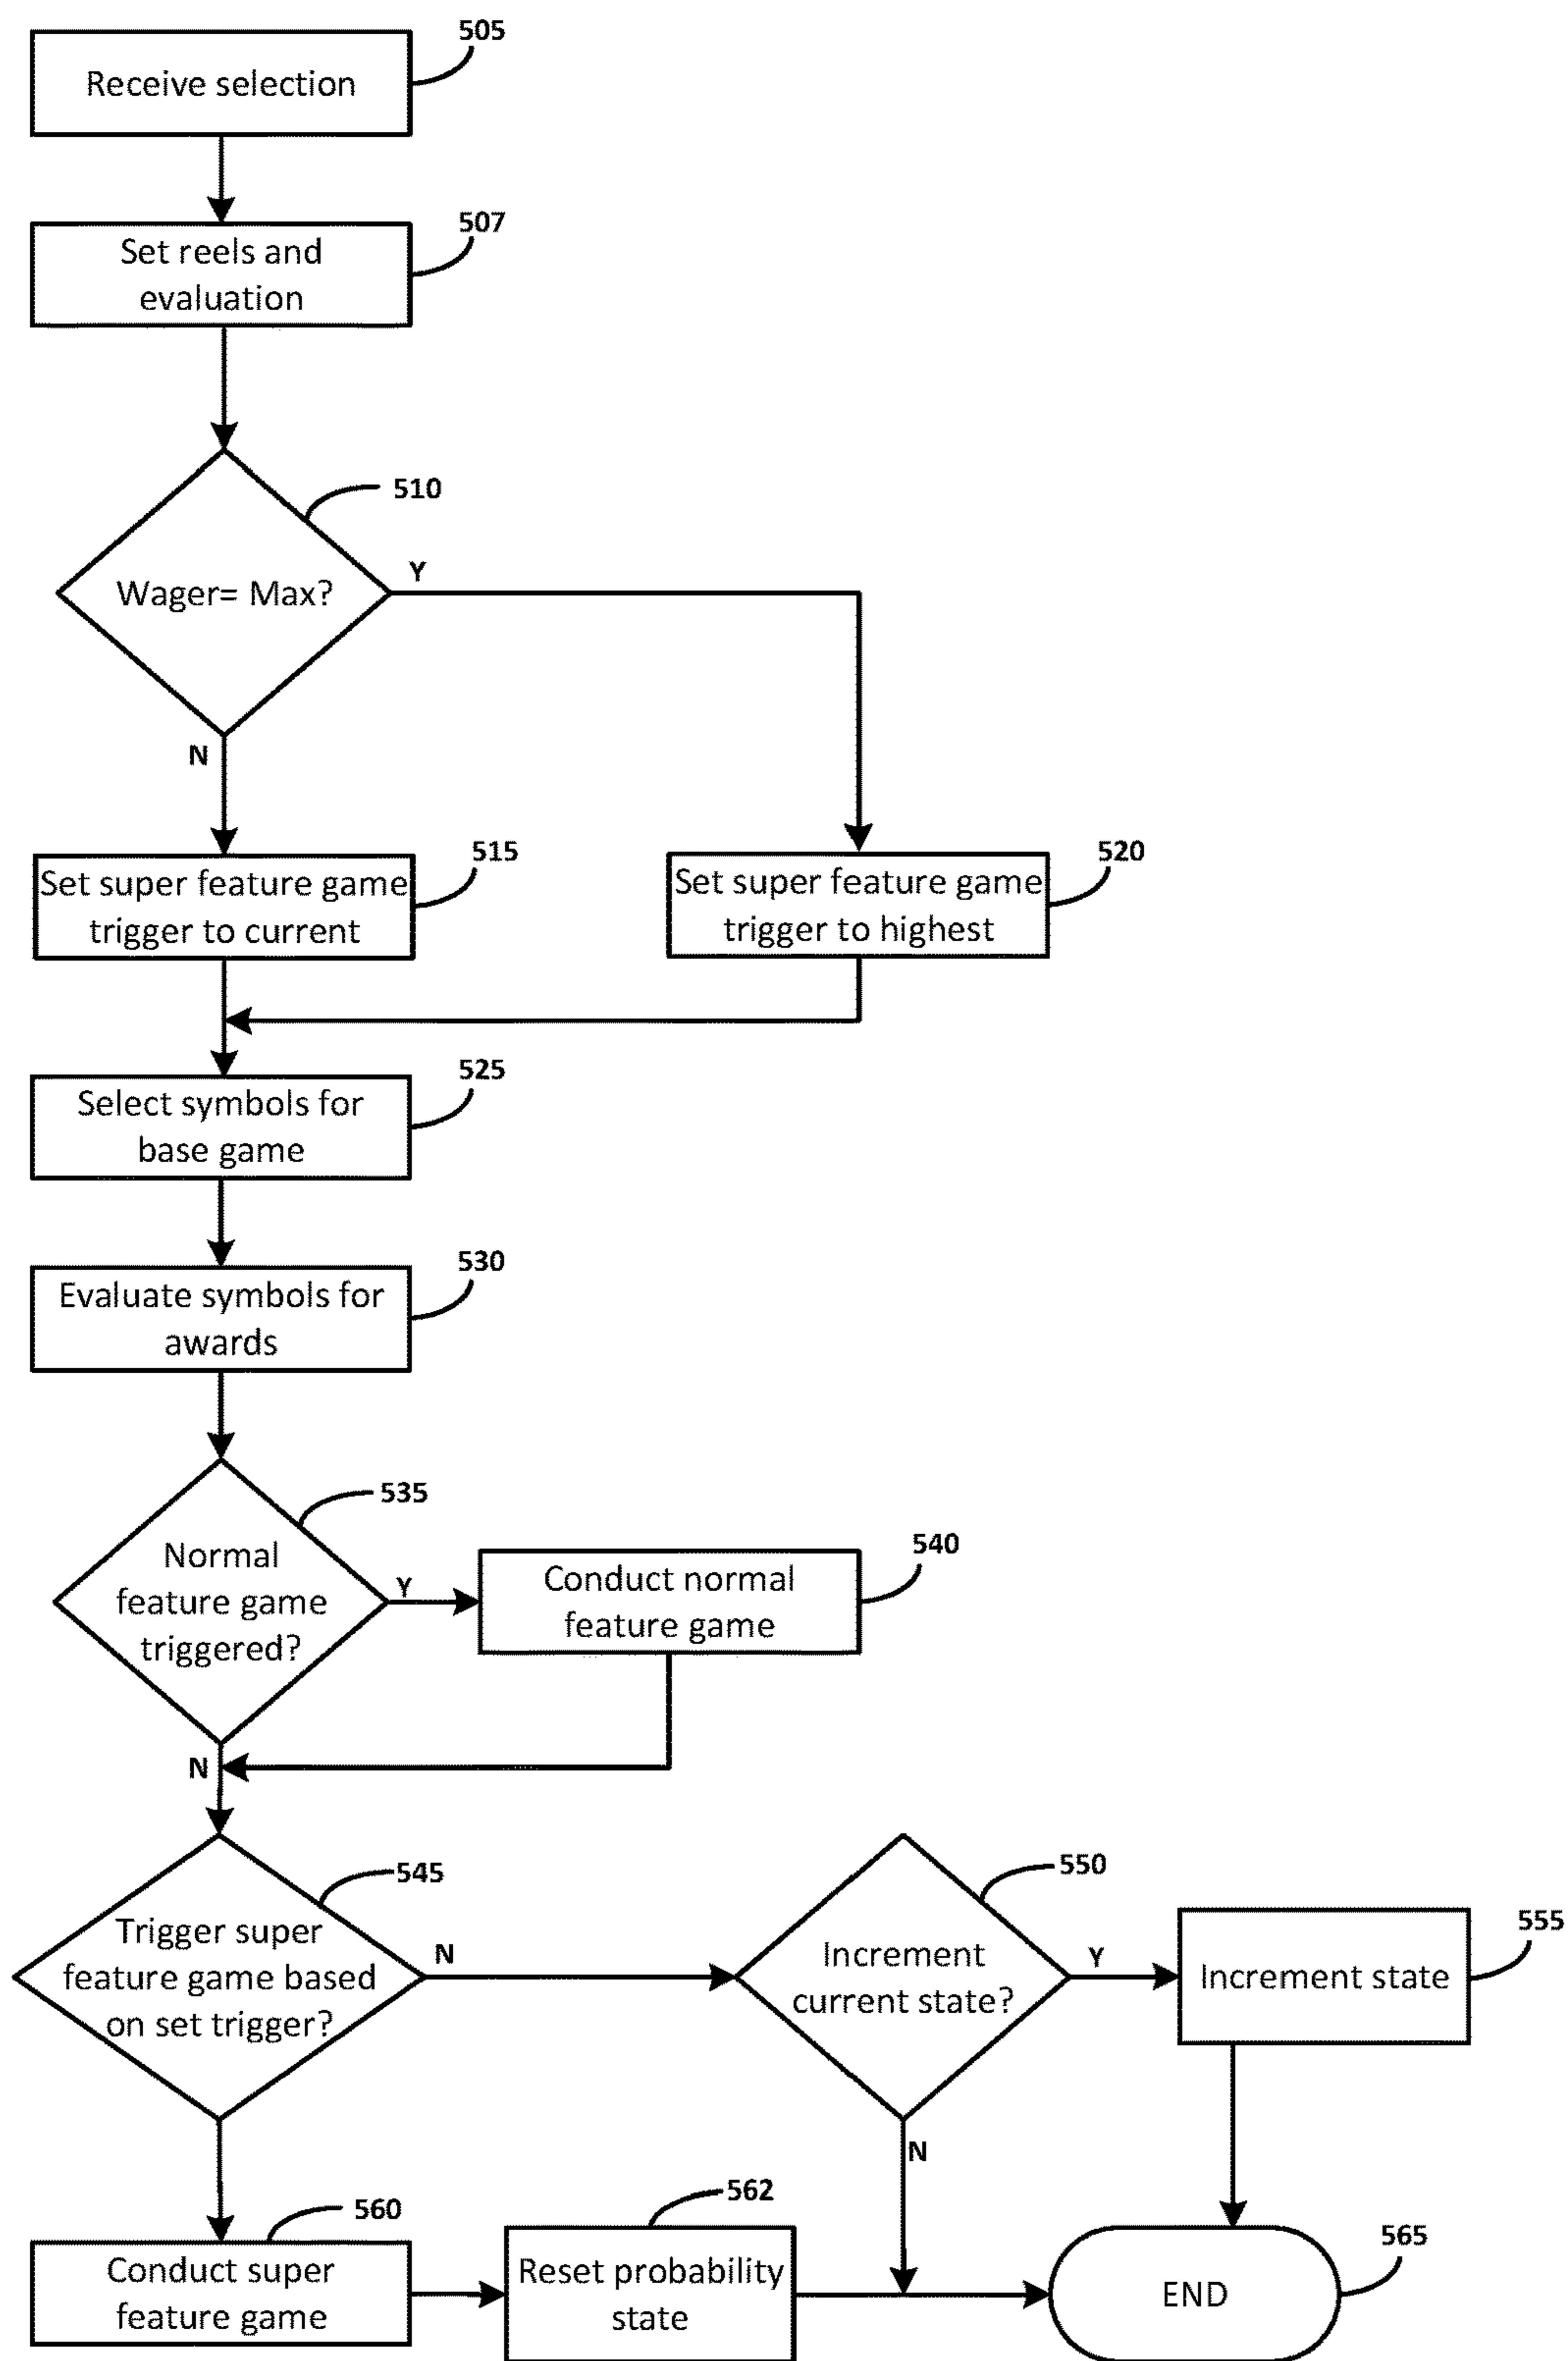 505
Receive selection
507
Set reels and
evaluation
510
Wager= Max?
Y
N
515
Set super feature game
trigger to current
520
Set super feature game
trigger to highest
525
Select symbols for
base game
530
Evaluate symbols for
awards
535
Normal
feature game
triggered?
Y
540
Conduct normal
feature game
N
545
Trigger super
feature game based
on set trigger?
N
550
Increment
current state?
Y
555
Increment state
N
560
Conduct super
feature game
562
Reset probability
state
565
END